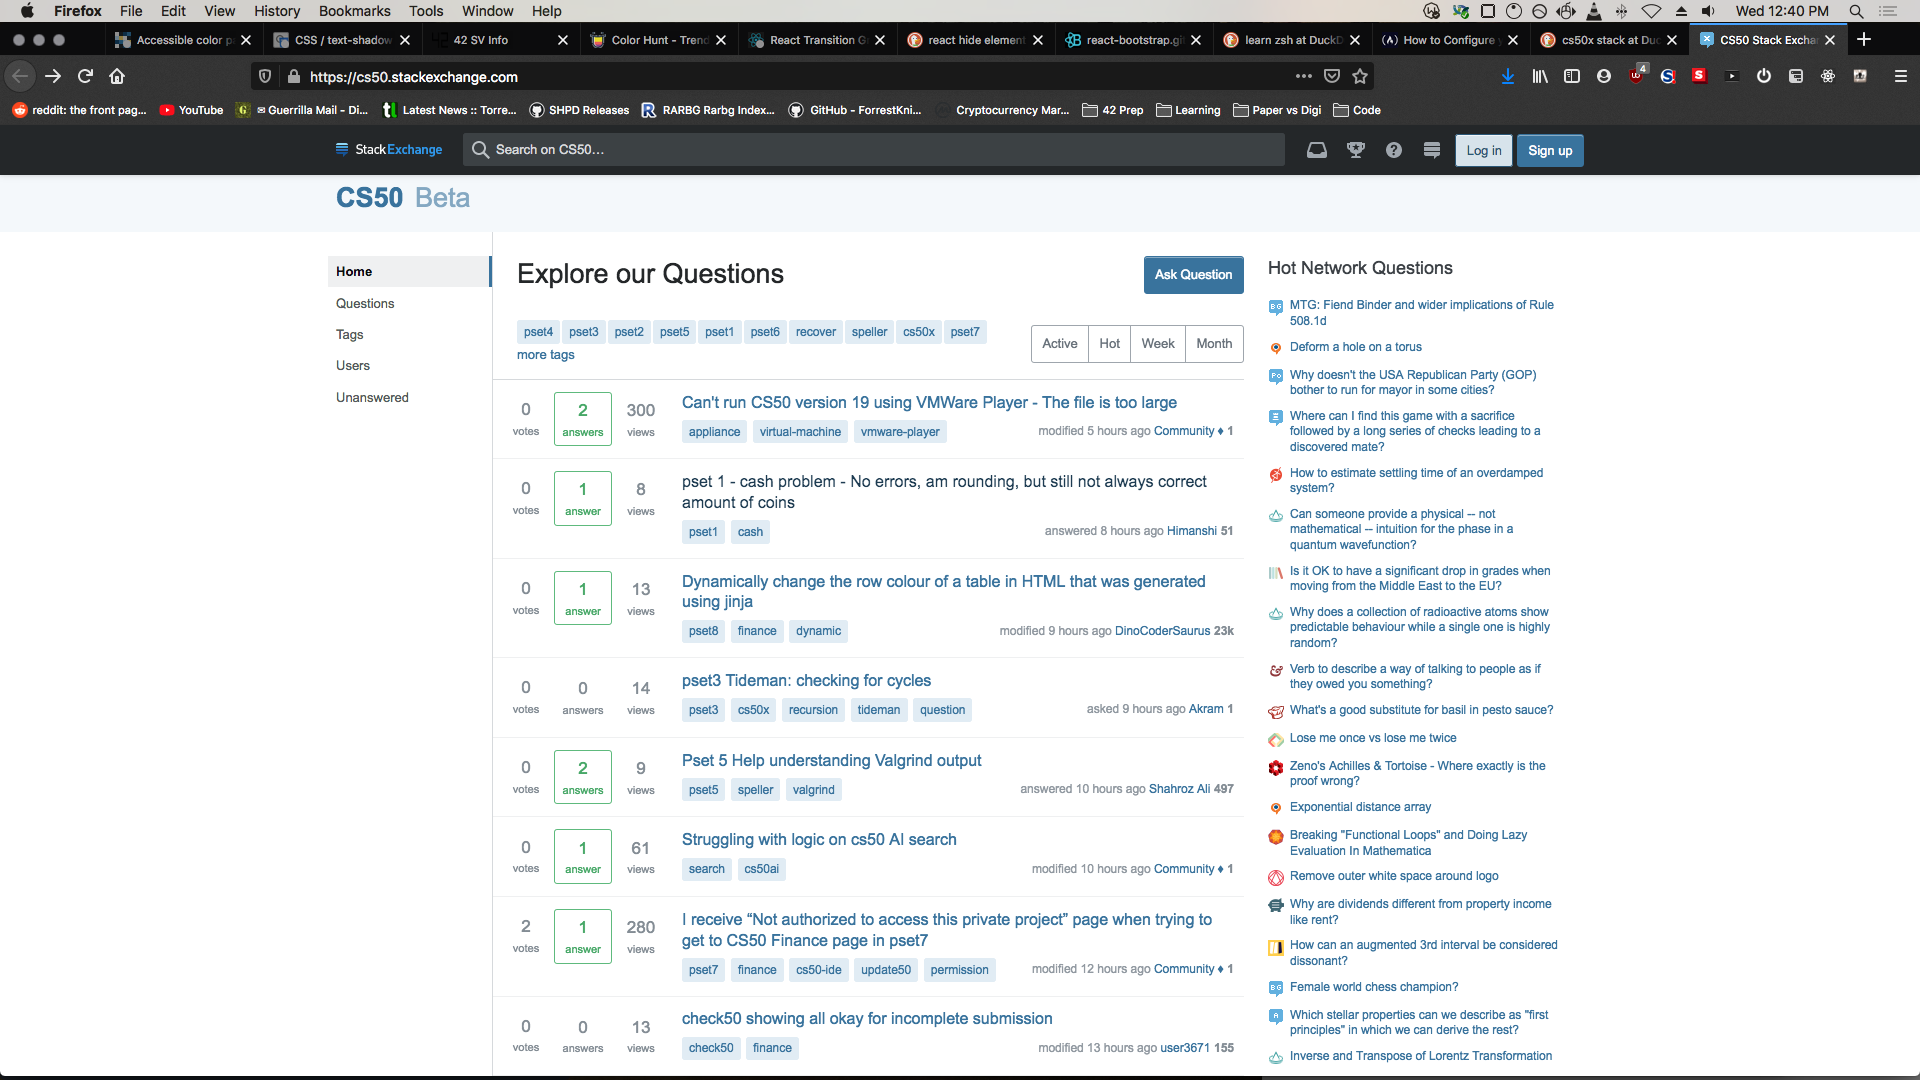 Firefox File Edit View History Bookmarks Tools Window Help
Wed 12:40 PM
Accessible color p
CSS / text-shadow
42 SV Info
Color Hunt - Trend
React Transition G
react hide element
react-bootstrap.git
learn zsh at DuckD
How to Configure
cs50x stack at Duc
CS50 Stack Excha
https://cs50.stackexchange.com
4
reddit: the front pag...
YouTube
Guerrilla Mail - Di...
Latest News :: Torre...
SHPD Releases
RARBG Rarbg Index...
GitHub - ForrestKni...
Cryptocurrency Mar...
42 Prep
Learning
Paper vs Digi
Code
StackExchange
Search on CS50...
Log in
Sign up
CS50 Beta
Home
Questions
Tags
Users
Unanswered
Explore our Questions
Ask Question
pset4 pset3 pset2 pset5 pset1 pset6 recover speller cs50x pset7
more tags
Active Hot Week Month
0 votes
2 answers
300 views
Can't run CS50 version 19 using VMWare Player - The file is too large
appliance virtual-machine vmware-player
modified 5 hours ago Community ♦ 1
0 votes
1 answer
8 views
pset 1 - cash problem - No errors, am rounding, but still not always correct
amount of coins
pset1 cash
answered 8 hours ago Himanshi 51
0 votes
1 answer
13 views
Dynamically change the row colour of a table in HTML that was generated
using jinja
pset8 finance dynamic
modified 9 hours ago DinoCoderSaurus 23k
0 votes
0 answers
14 views
pset3 Tideman: checking for cycles
pset3 cs50x recursion tideman question
asked 9 hours ago Akram 1
0 votes
2 answers
9 views
Pset 5 Help understanding Valgrind output
pset5 speller valgrind
answered 10 hours ago Shahroz Ali 497
0 votes
1 answer
61 views
Struggling with logic on cs50 AI search
search cs50ai
modified 10 hours ago Community ♦ 1
2 votes
1 answer
280 views
I receive “Not authorized to access this private project” page when trying to
get to CS50 Finance page in pset7
pset7 finance cs50-ide update50 permission
modified 12 hours ago Community ♦ 1
0 votes
0 answers
13 views
check50 showing all okay for incomplete submission
check50 finance
modified 13 hours ago user3671 155
Hot Network Questions
MTG: Fiend Binder and wider implications of Rule
508.1d
Deform a hole on a torus
Why doesn't the USA Republican Party (GOP)
bother to run for mayor in some cities?
Where can I find this game with a sacrifice
followed by a long series of checks leading to a
discovered mate?
How to estimate settling time of an overdamped
system?
Can someone provide a physical -- not
mathematical -- intuition for the phase in a
quantum wavefunction?
Is it OK to have a significant drop in grades when
moving from the Middle East to the EU?
Why does a collection of radioactive atoms show
predictable behaviour while a single one is highly
random?
Verb to describe a way of talking to people as if
they owed you something?
What's a good substitute for basil in pesto sauce?
Lose me once vs lose me twice
Zeno's Achilles & Tortoise - Where exactly is the
proof wrong?
Exponential distance array
Breaking "Functional Loops" and Doing Lazy
Evaluation In Mathematica
Remove outer white space around logo
Why are dividends different from property income
like rent?
How can an augmented 3rd interval be considered
dissonant?
Female world chess champion?
Which stellar properties can we describe as "first
principles" in which we can derive the rest?
Inverse and Transpose of Lorentz Transformation